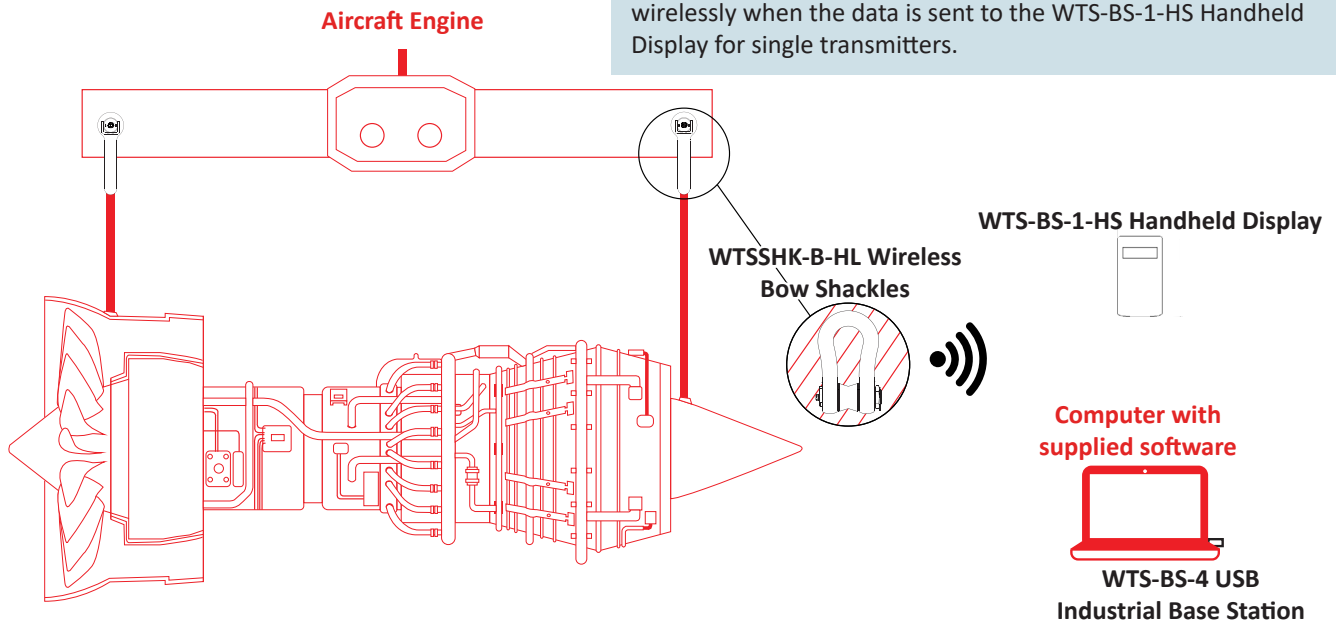 Aircraft Engine
wirelessly when the data is sent to the WTS-BS-1-HS Handheld
Display for single transmitters.
WTS-BS-1-HS Handheld Display
WTSSHK-B-HL Wireless
Bow Shackles
Computer with
supplied software
WTS-BS-4 USB
Industrial Base Station